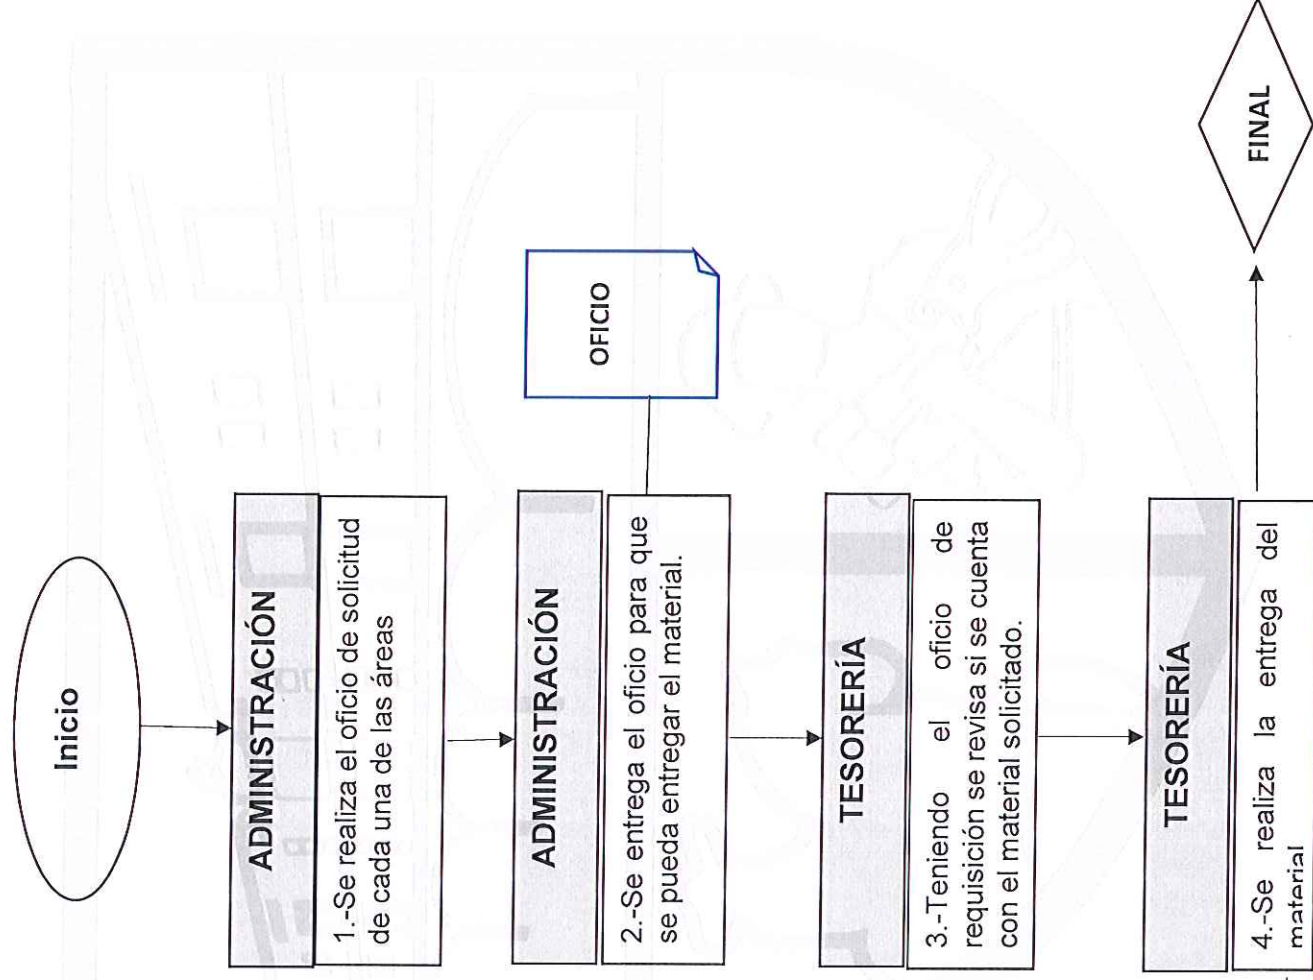 Inicio
ADMINISTRACIÓN
1.-Se realiza el oficio de solicitud
de cada una de las áreas
ADMINISTRACIÓN
2.-Se entrega el oficio para que
se pueda entregar el material.
OFICIO
TESORERÍA
3.-Teniendo el oficio de
requisición se revisa si se cuenta
con el material solicitado.
TESORERÍA
4.-Se realizia la entrega del
material
FINAL